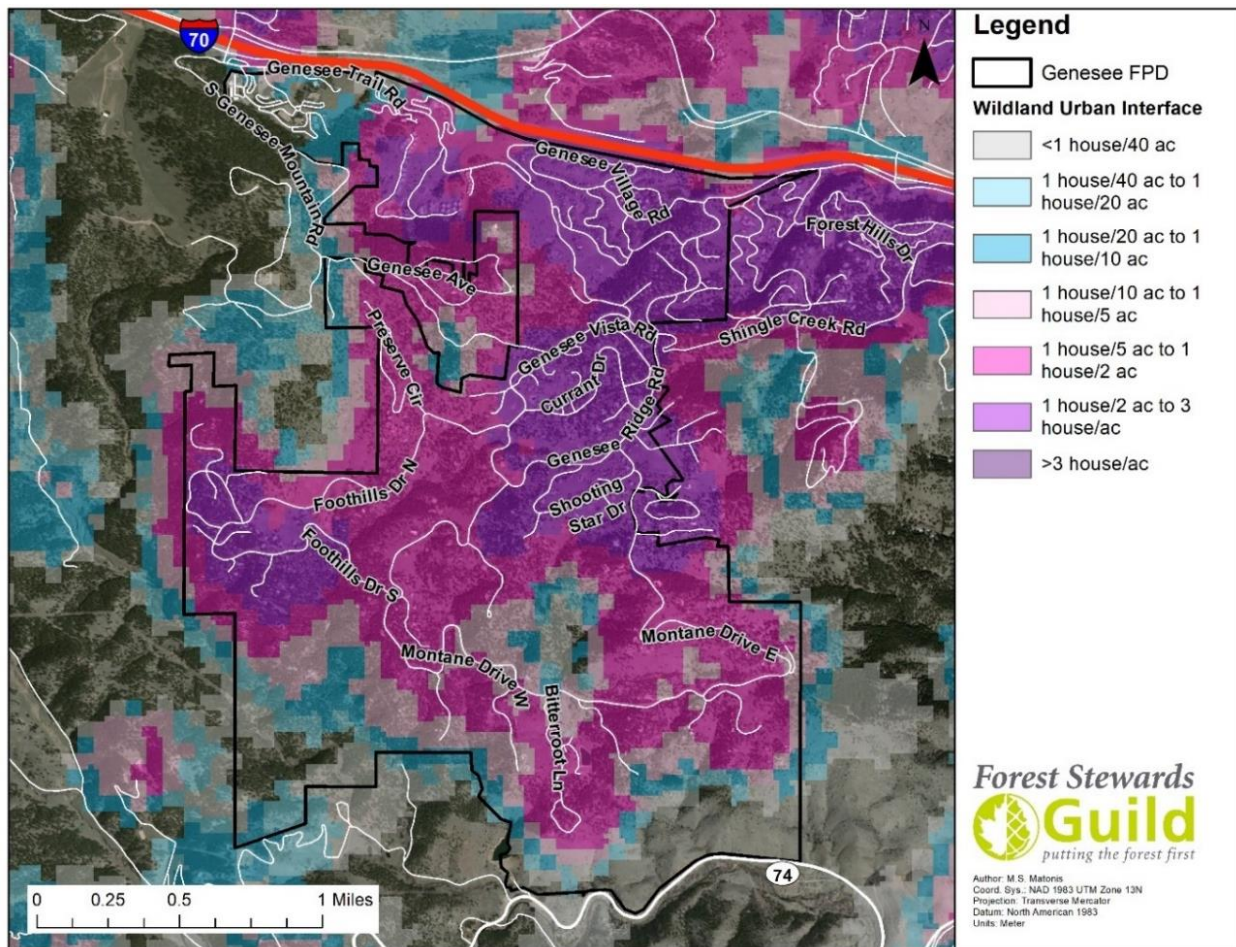 70
N
Genesee Trail Rd
S Genesee Mountain Rd
Genesee Village Rd
Forest Hills Dr
Genesee Ave
Preserve Cir
Genesee Vista Rd
Shingle Creek Rd
Currant Dr
Genesee Ridge Rd
Foothills Dr N
Shooting
Star Dr
Foothills Dr S
Montane Drive E
Montane Drive W
Bitterroot Ln
74
0 0.25 0.5 1 Miles
Legend
Genesee FPD
Wildland Urban Interface
<1 house/40 ac
1 house/40 ac to 1
house/20 ac
1 house/20 ac to 1
house/10 ac
1 house/10 ac to 1
house/5 ac
1 house/5 ac to 1
house/2 ac
1 house/2 ac to 3
house/ac
>3 house/ac
Forest Stewards
Guild
putting the forest first
Author: M.S. Matonis
Coord. Sys.: NAD 1983 UTM Zone 13N
Projection: Transverse Mercator
Datum: North American 1983
Units: Meter